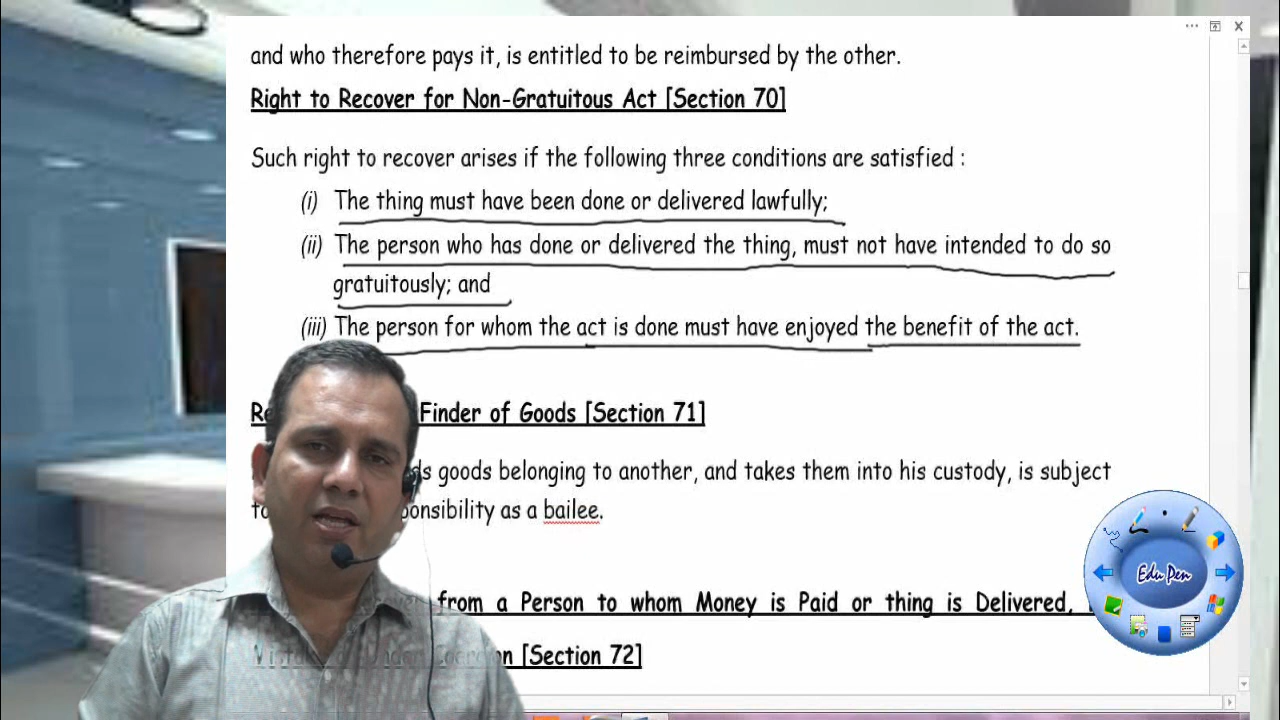 and who therefore pays it, is entitled to be reimbursed by the other.
Right to Recover for Non-Gratuitous Act [Section 70]
Such right to recover arises if the following three conditions are satisfied :
(i) The thing must have been done or delivered lawfully;
(ii) The person who has done or delivered the thing, must not have intended to do so
gratuitously; and
(iii) The person for whom the act is done must have enjoyed the benefit of the act.
Finder of Goods [Section 71]
goods belonging to another, and takes them into his custody, is subject
as a bailee.
from a Person to whom Money is Paid or thing is Delivered,
[Section 72]
Edu Pen